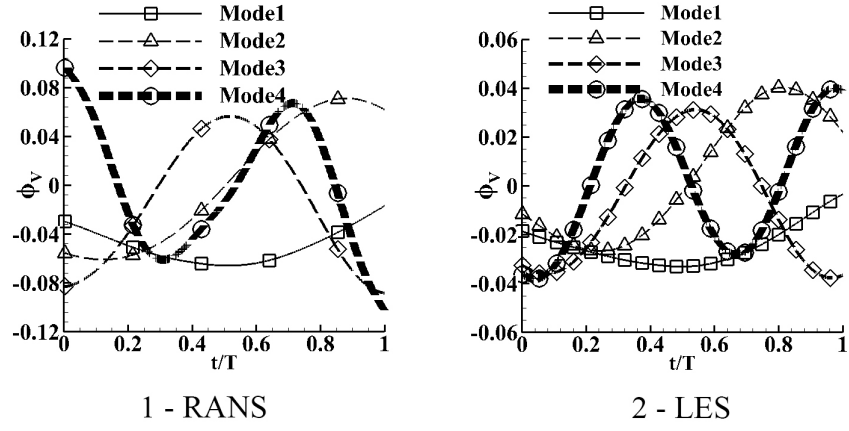 Mode1
Mode2
Mode3
Mode4
0.12
0.08
0.04
0
-0.04
-0.08
-0.12
ϕv
0 0.2 0.4 0.6 0.8 1
t/T
1 - RANS
Mode1
Mode2
Mode3
Mode4
0.06
0.04
0.02
0
-0.02
-0.04
-0.06
ϕv
0 0.2 0.4 0.6 0.8 1
t/T
2 - LES